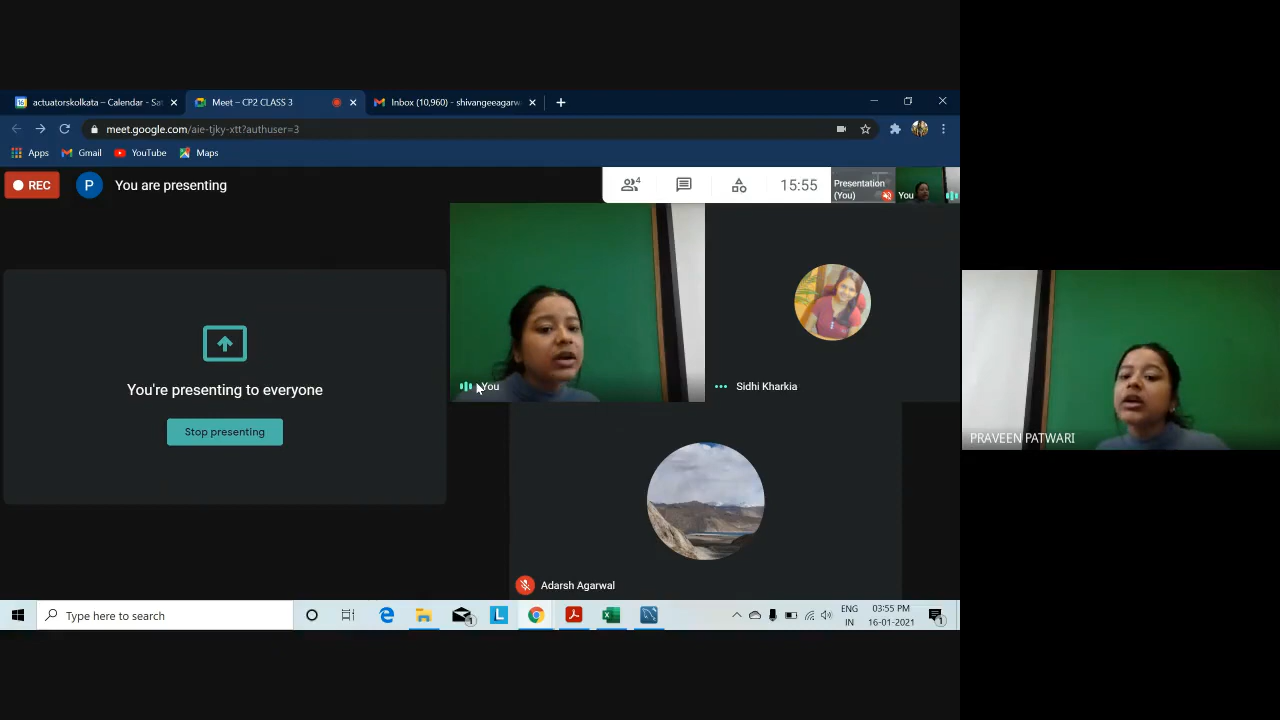 actuatorskolkata – Calendar - Sat
Meet – CP2 CLASS 3
Inbox (10,960) - shivangeeagarw
meet.google.com/aie-tjky-xtt?authuser=3
Apps
Gmail
YouTube
Maps
REC
P
You are presenting
4
15:55
Presentation
(You)
You
You're presenting to everyone
Stop presenting
You
Sidhi Kharkia
PRAVEEN PATWARI
Adarsh Agarwal
Type here to search
ENG
IN
03:55 PM
16-01-2021